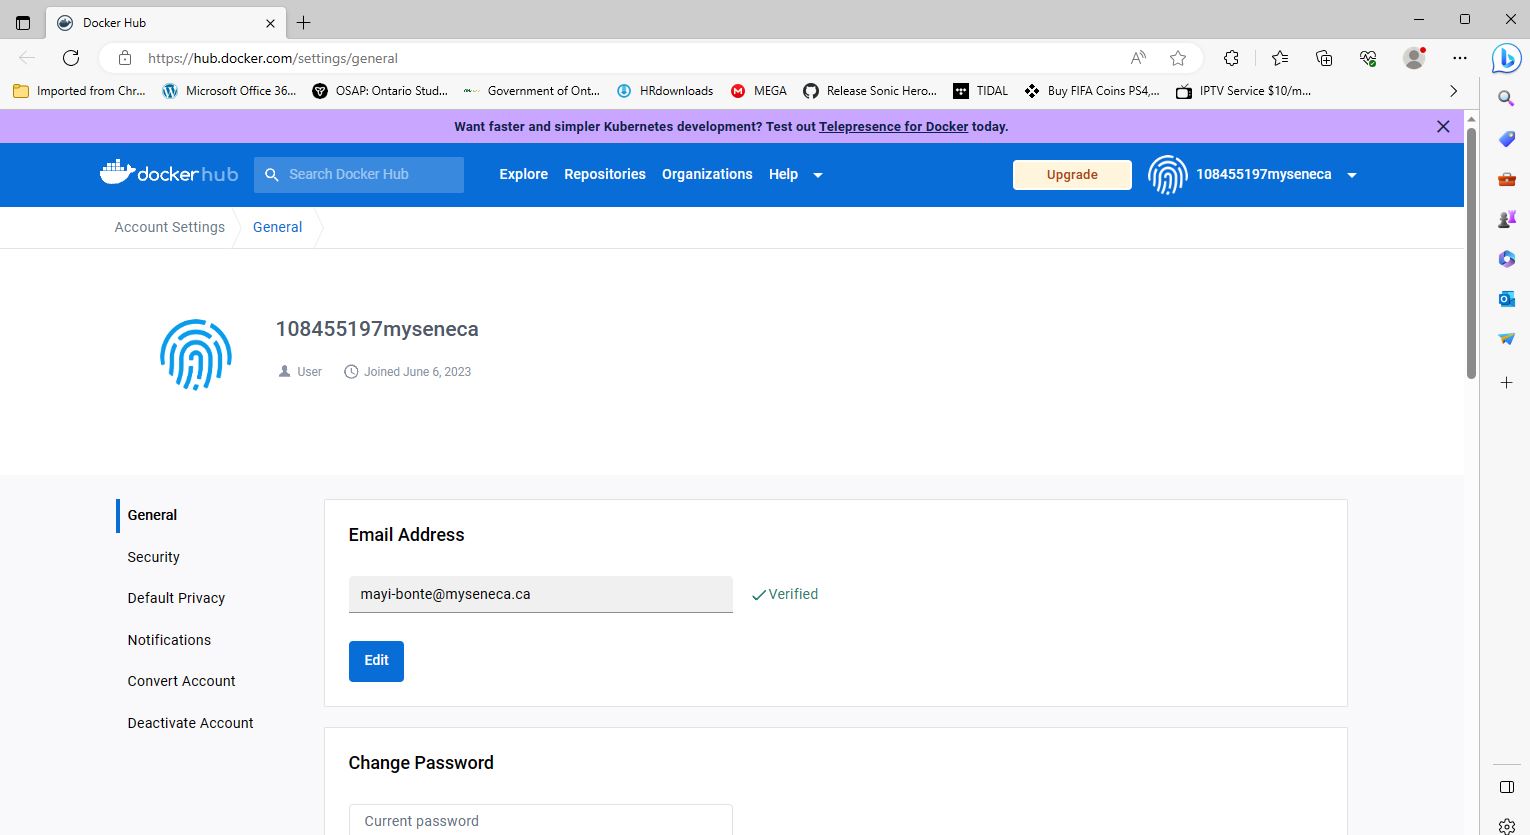 Docker Hub
https://hub.docker.com/settings/general
Imported from Chr... Microsoft Office 36... OSAP: Ontario Stud... Government of Ont... HRdownloads MEGA Release Sonic Hero... TIDAL Buy FIFA Coins PS4,... IPTV Service $10/m...
Want faster and simpler Kubernetes development? Test out Telepresence for Docker today.
docker hub Search Docker Hub Explore Repositories Organizations Help Upgrade 108455197myseneca
Account Settings General
108455197myseneca
User Joined June 6, 2023
General
Security
Default Privacy
Notifications
Convert Account
Deactivate Account
Email Address
mayi-bonte@myseneca.ca Verified
Edit
Change Password
Current password